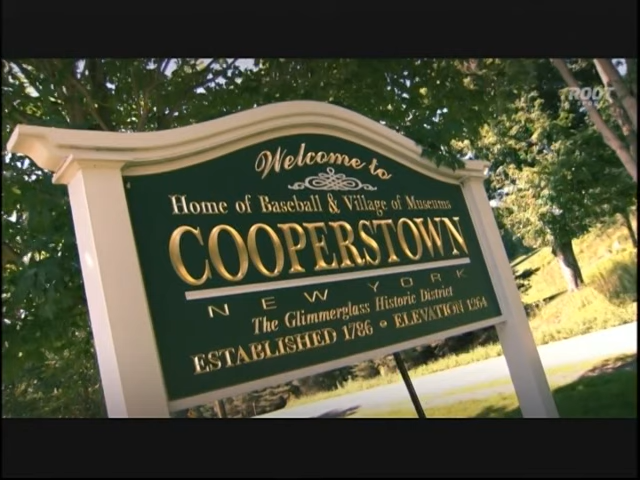 ROOT
SPORTS
Welcome to
Home of Baseball & Village of Museums
COOPERSTOWN
NEW YORK
The Glimmerglass Historic District
ESTABLISHED 1786 • ELEVATION 1264